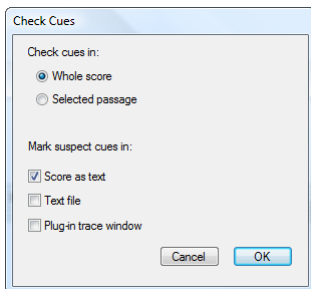 Check Cues
Check cues in:
Whole score
Selected passage
Mark suspect cues in:
Score as text
Text file
Plug-in trace window
Cancel OK